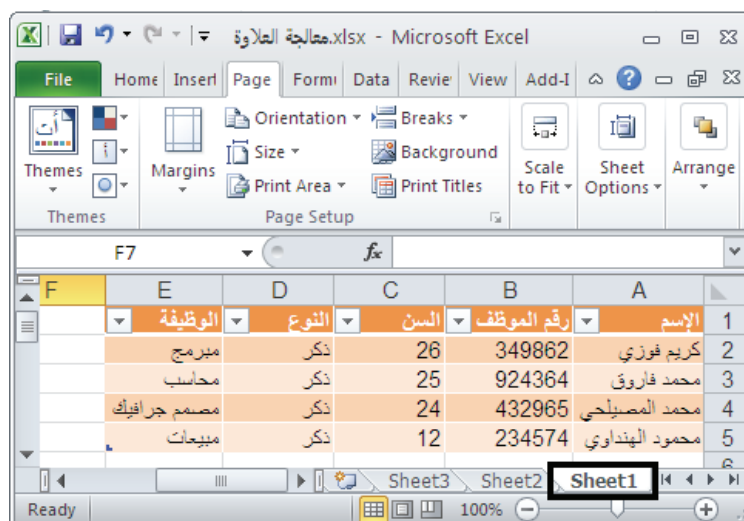 معالجة العلاوة.xlsx - Microsoft Excel
File Home Insert Page Form Data Revie View Add-I
Themes Margins Orientation Size Print Area Breaks Background Print Titles Scale to Fit Sheet Options Arrange
Themes Page Setup
F7 fx
F E D C B A
الإسم رقم الموظف السن النوع الوظيفة 1
كريم فوزي 349862 26 ذكر مبرمج 2
محمد فاروق 924364 25 ذكر محاسب 3
محمد المصيلحي 432965 24 ذكر مصمم جرافيك 4
محمود الهنداوي 234574 12 ذكر مبيعات 5
Sheet3 Sheet2 Sheet1
Ready 100%